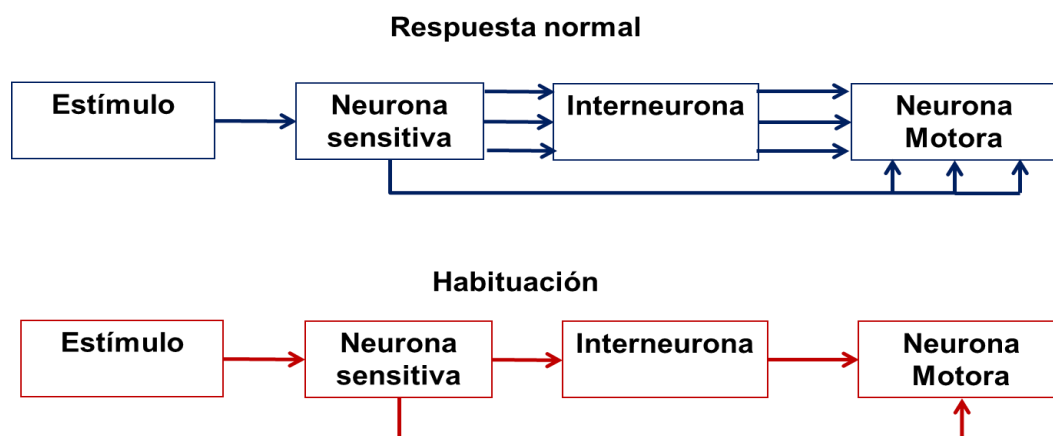 Respuesta normal
Estímulo
Neurona
sensitiva
Interneurona
Neurona
Motora
Habituación
Estímulo
Neurona
sensitiva
Interneurona
Neurona
Motora